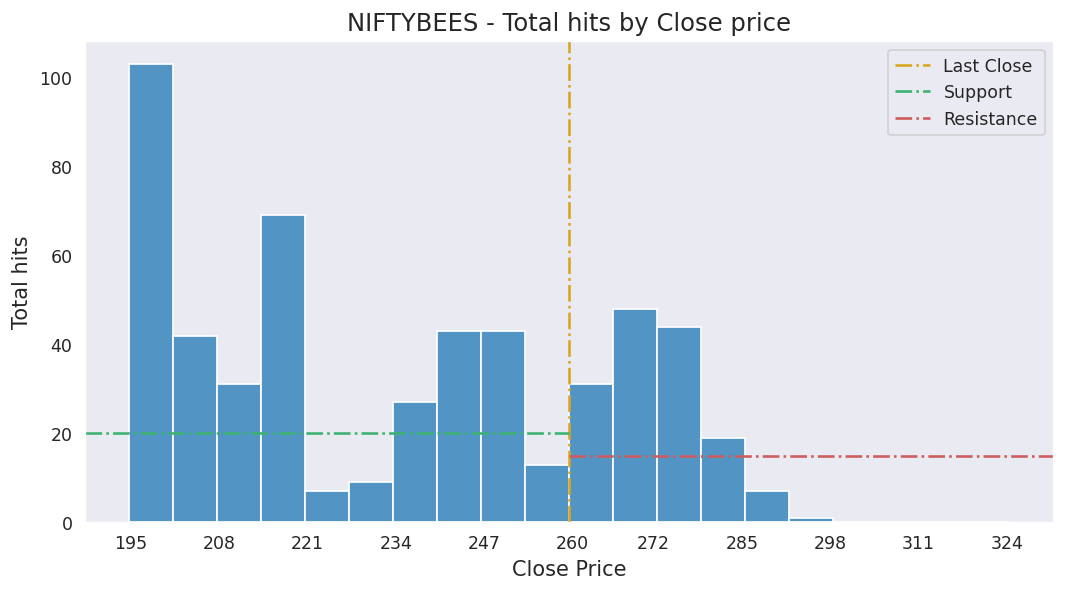 NIFTYBEES - Total hits by Close price
Last Close
Support
Resistance
Total hits
100
80
60
40
20
0
195 208 221 234 247 260 272 285 298 311 324
Close Price